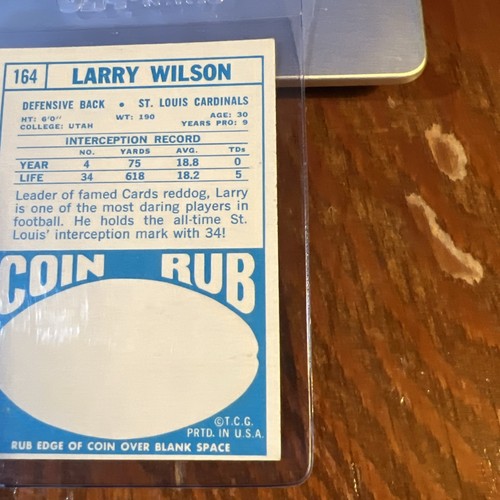 164 LARRY WILSON
DEFENSIVE BACK • ST. LOUIS CARDINALS
HT: 6'0" WT: 190 AGE: 30
COLLEGE: UTAH YEARS PRO: 9
INTERCEPTION RECORD
NO. YARDS AVG. TDs
YEAR 4 75 18.8 0
LIFE 34 618 18.2 5
Leader of famed Cards reddog, Larry
is one of the most daring players in
football. He holds the all-time St.
Louis' interception mark with 34!
COIN RUB
©T.C.G.
PRTD. IN U.S.A.
RUB EDGE OF COIN OVER BLANK SPACE